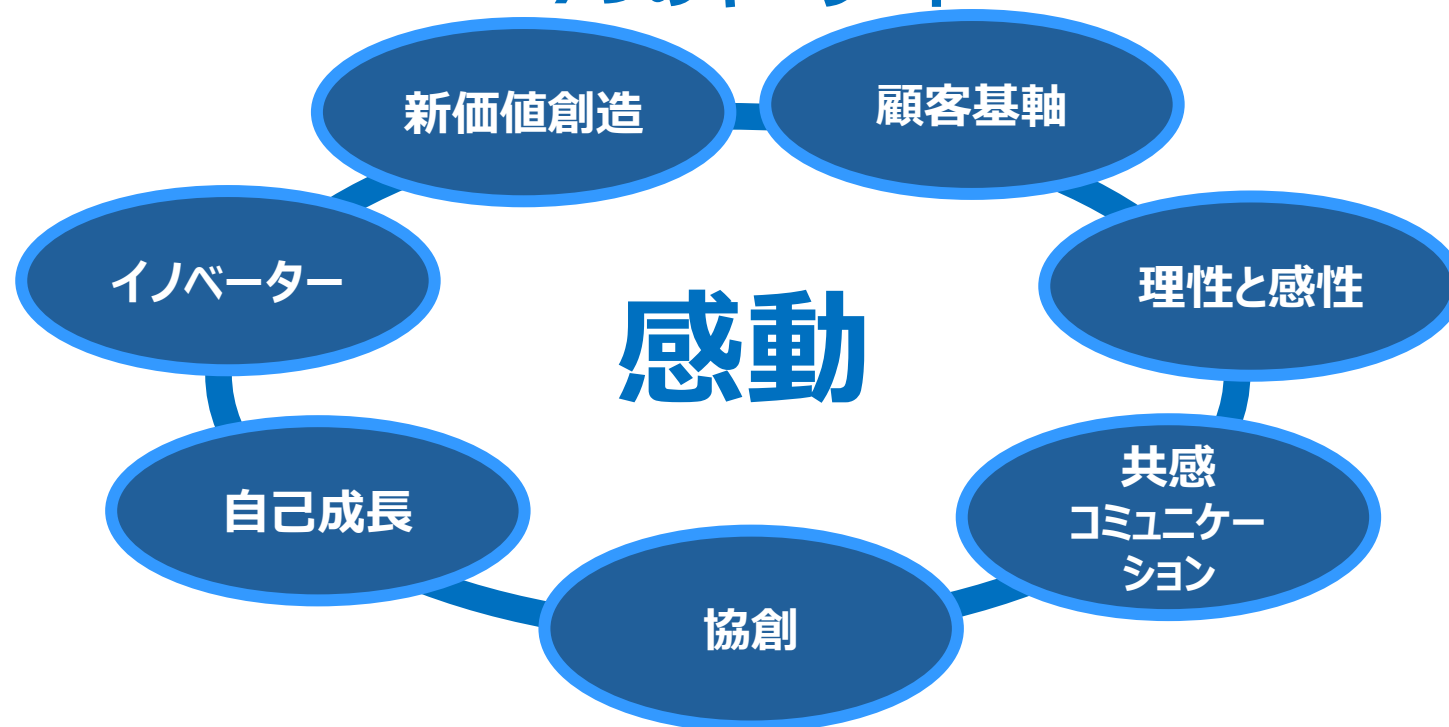 新価値創造
顧客基軸
イノベーター
理性と感性
感動
共感
コミュニケー
ション
自己成長
協創